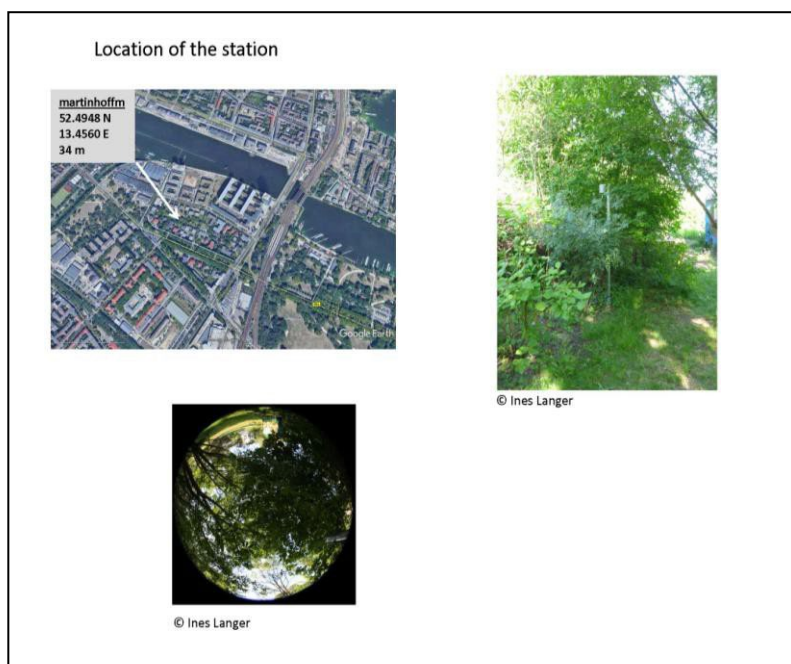 Location of the station
martinhoffm
52.4948 N
13.4560 E
34 m
Google Earth
© Ines Langer
© Ines Langer